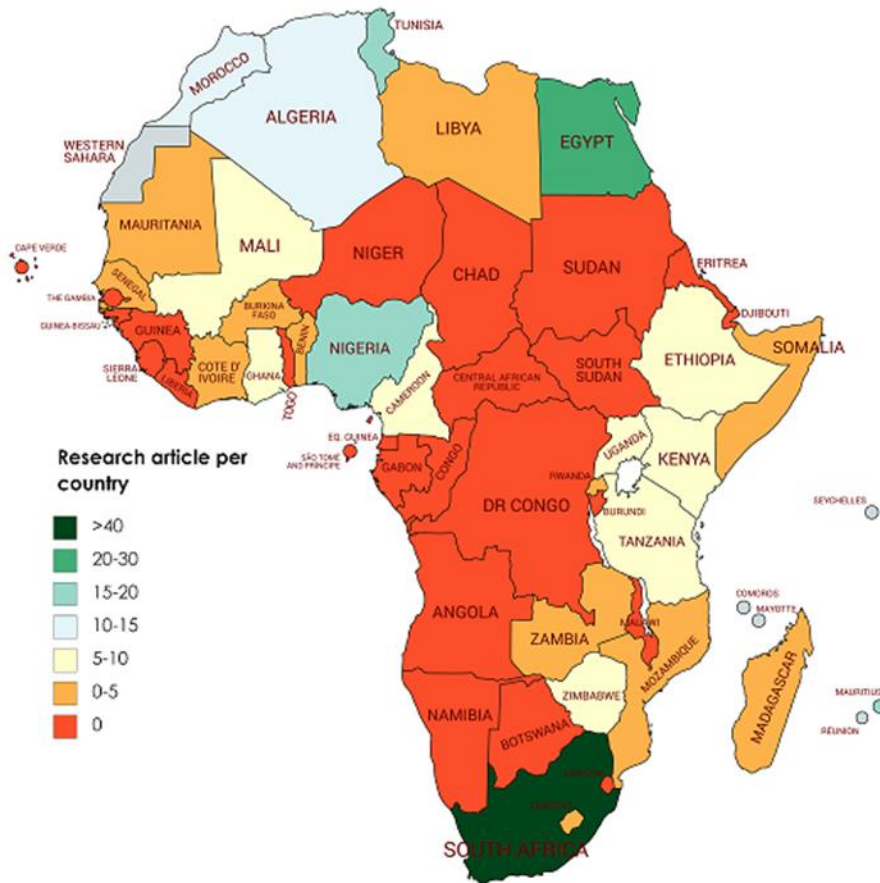 TUNISIA
MOROCCO
ALGERIA
LIBYA
EGYPT
WESTERN
SAHARA
MAURITANIA
MALI
NIGER
CHAD
SUDAN
ERITREA
CAPE VERDE
SENEGAL
THE GAMBIA
GUINEA-BISSAU
GUINEA
BURKINA
FASO
BENIN
NIGERIA
DJIBOUTI
SOMALIA
ETHIOPIA
SOUTH
SUDAN
CENTRAL AFRICAN
REPUBLIC
CAMEROON
SIERRA
LEONE
LIBERIA
COTE D'
IVOIRE
GHANA
TOGO
EQ. GUINEA
SÃO TOMÉ
AND PRÍNCIPE
GABON
CONGO
DR CONGO
UGANDA
KENYA
RWANDA
BURUNDI
TANZANIA
SEYCHELLES
COMOROS
MAYOTTE
Research article per
country
>40
20-30
15-20
10-15
5-10
0-5
0
ANGOLA
ZAMBIA
MALAWI
MOZAMBIQUE
ZIMBABWE
MADAGASCAR
MAURITIUS
RÉUNION
NAMIBIA
BOTSWANA
SOUTH AFRICA